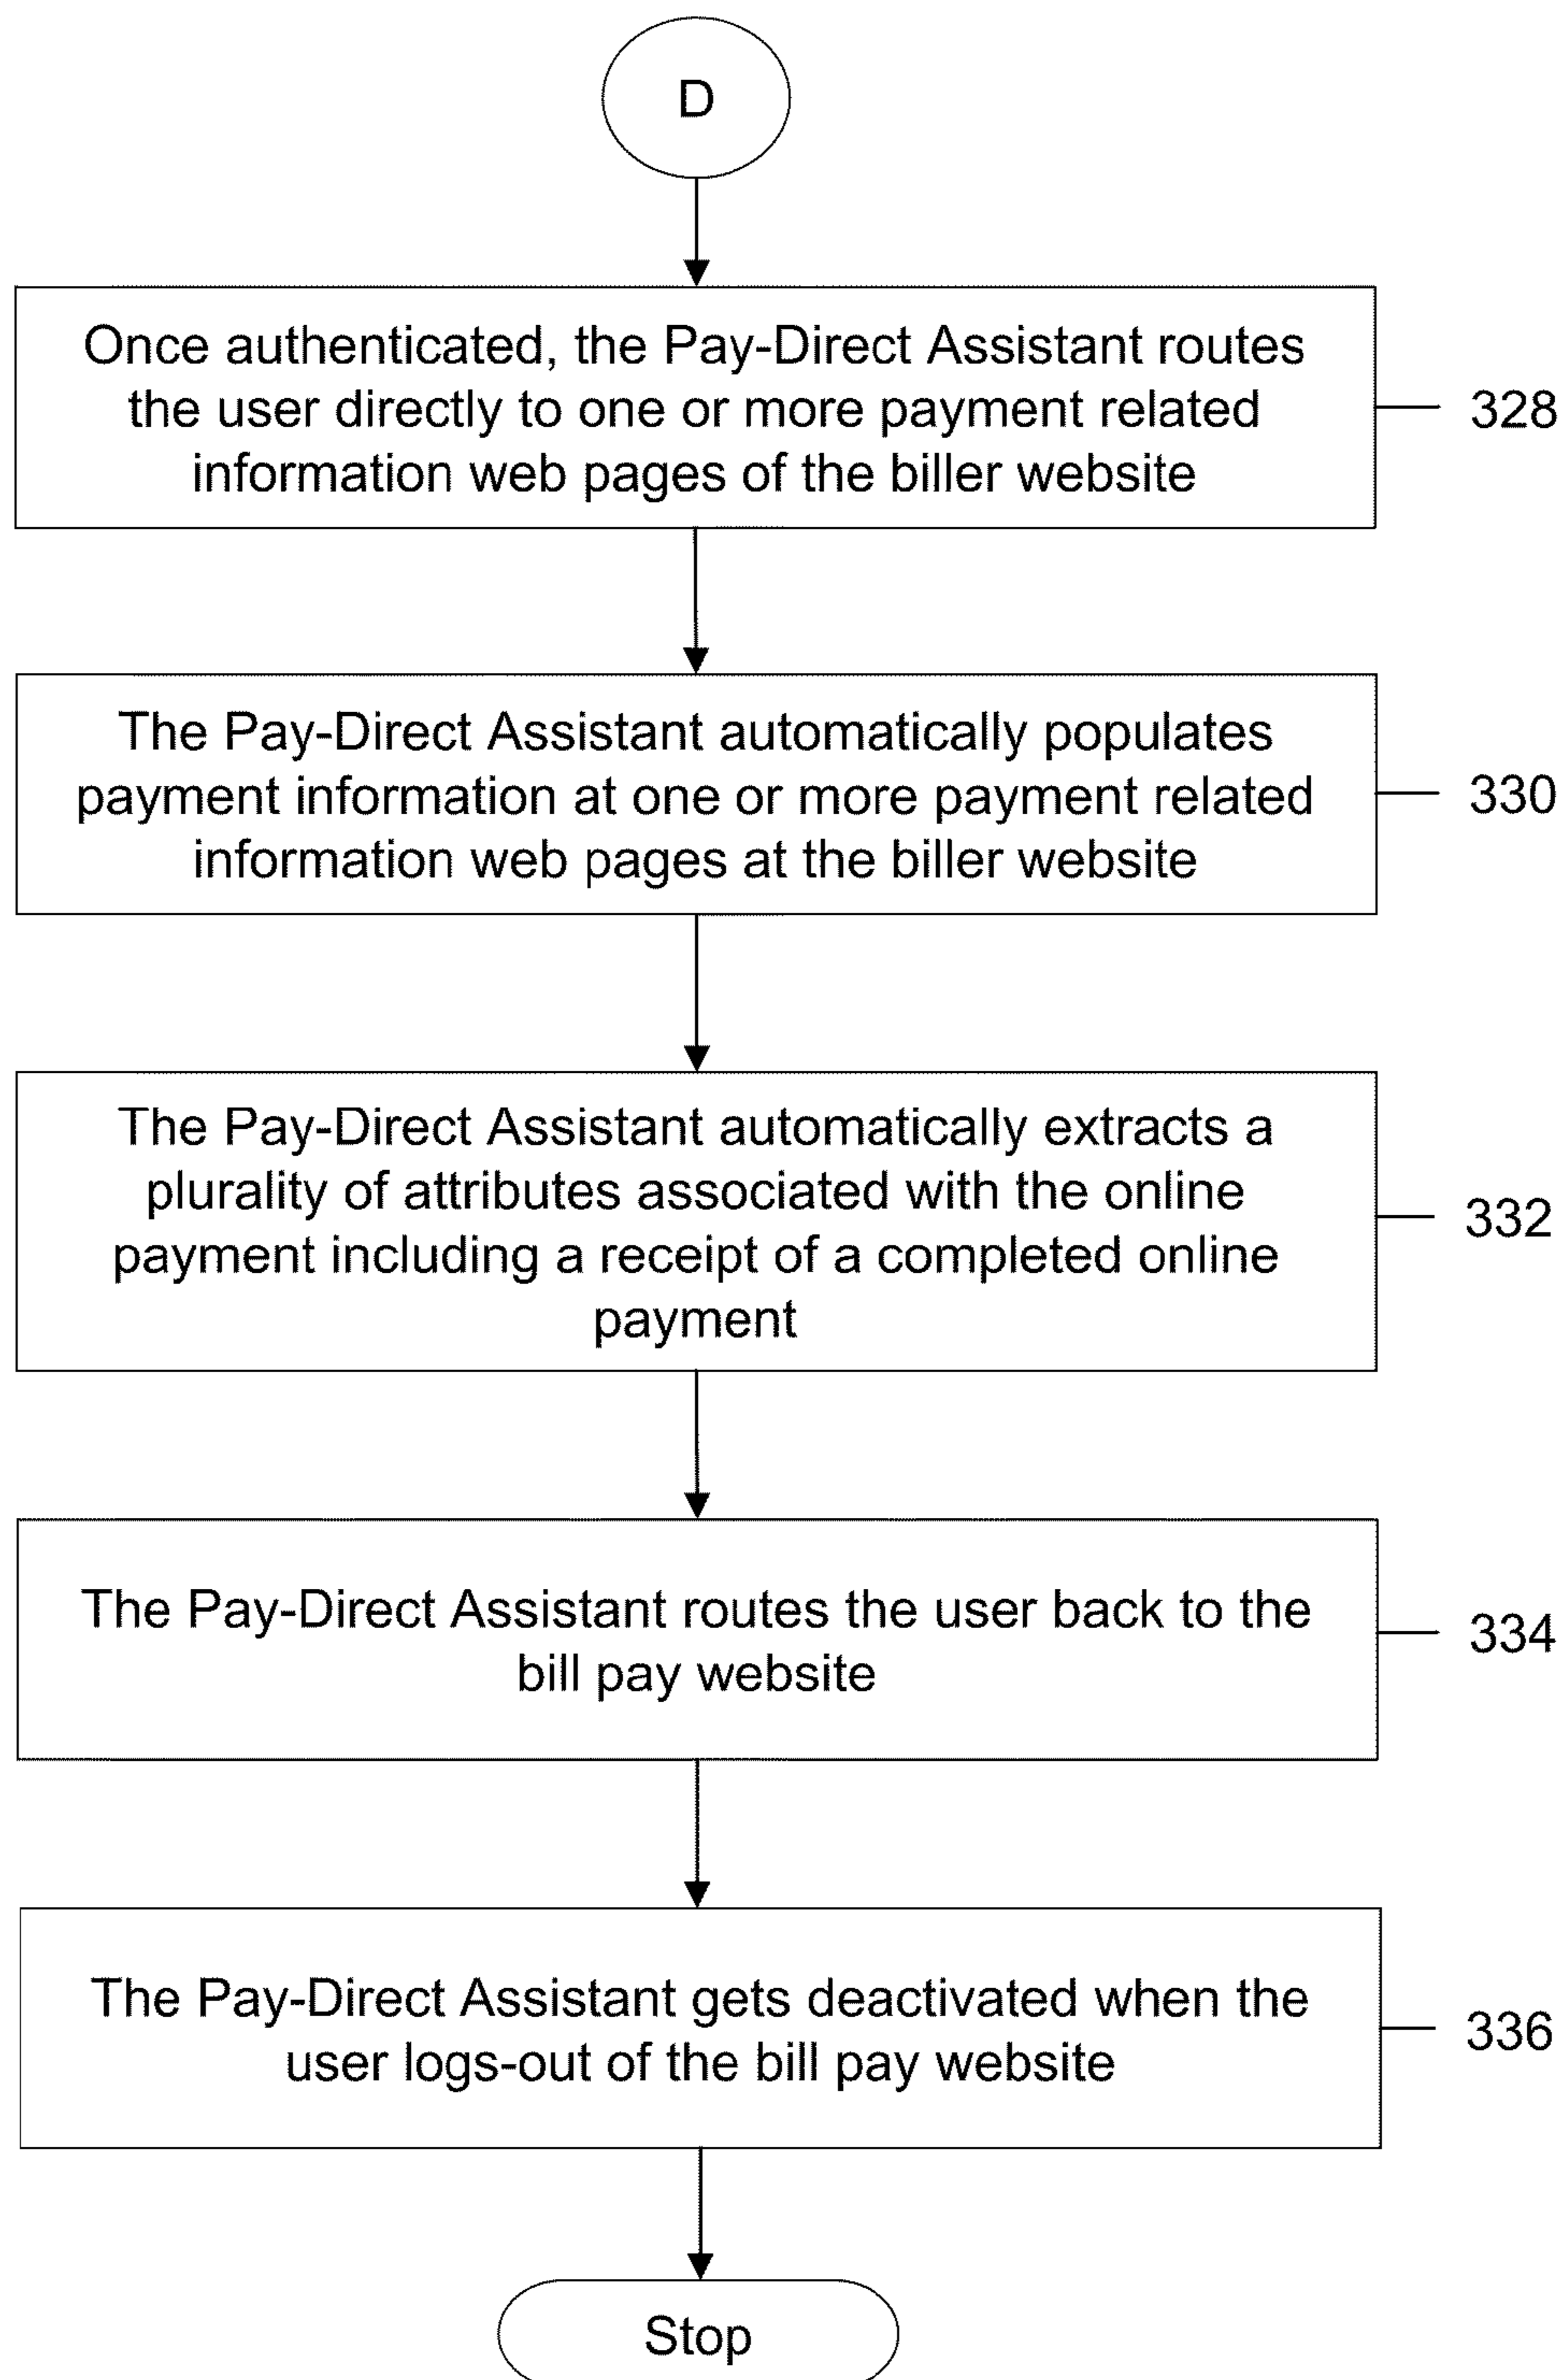 D
Once authenticated, the Pay-Direct Assistant routes
the user directly to one or more payment related
information web pages of the biller website
328
The Pay-Direct Assistant automatically populates
payment information at one or more payment related
information web pages at the biller website
330
The Pay-Direct Assistant automatically extracts a
plurality of attributes associated with the online
payment including a receipt of a completed online
payment
332
The Pay-Direct Assistant routes the user back to the
bill pay website
334
The Pay-Direct Assistant gets deactivated when the
user logs-out of the bill pay website
336
Stop